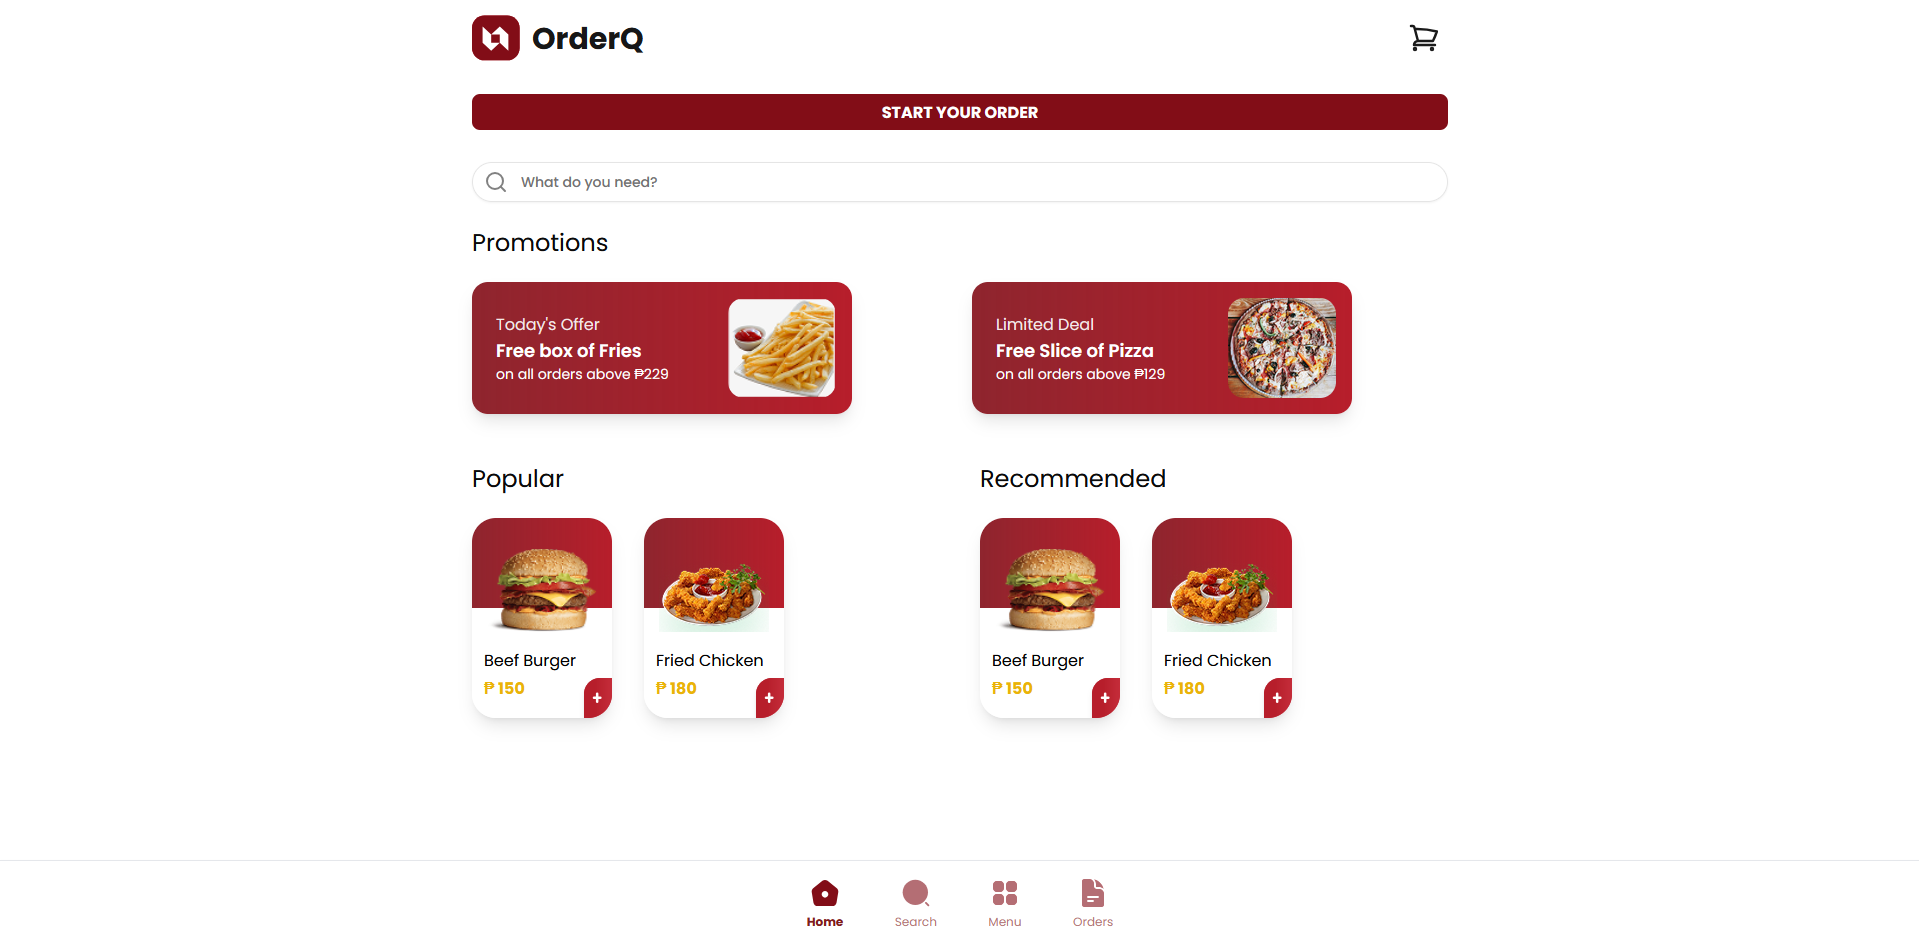 OrderQ
START YOUR ORDER
What do you need?
Promotions
Today's Offer
Free box of Fries
on all orders above ₱229
Limited Deal
Free Slice of Pizza
on all orders above ₱129
Popular
Beef Burger
₱ 150
+
Fried Chicken
₱ 180
+
Recommended
Beef Burger
₱ 150
+
Fried Chicken
₱ 180
+
Home
Search
Menu
Orders